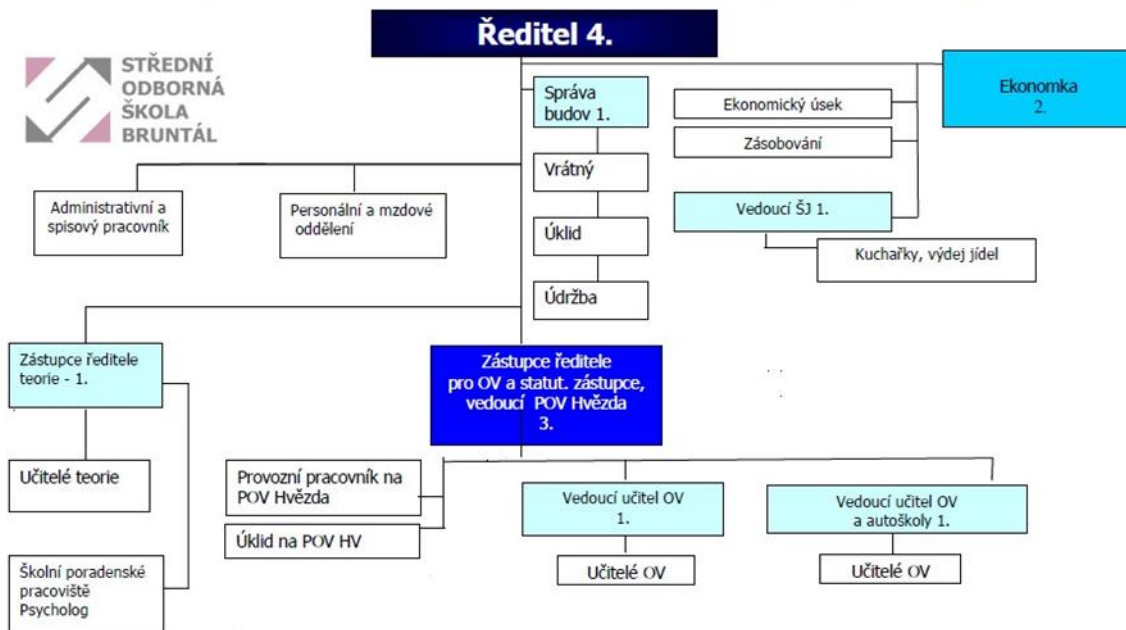 Ředitel 4.
STŘEDNÍ
ODBORNÁ
ŠKOLA
BRUNTÁL
Správa
budov 1.
Ekonomický úsek
Ekonomka
2.
Zásobování
Vrátný
Administrativní a
spisový pracovník
Personální a mzdové
oddělení
Vedoucí ŠJ 1.
Úklid
Kuchařky, výdej jídel
Údržba
Zástupce ředitele
teorie - 1.
Zástupce ředitele
pro OV a statut. zástupce,
vedoucí POV Hvězda
3.
Učitelé teorie
Provozní pracovník na
POV Hvězda
Vedoucí učitel OV
1.
Vedoucí učitel OV
a autoškoly 1.
Úklid na POV HV
Učitelé OV
Učitelé OV
Školní poradenské
pracoviště
Psycholog